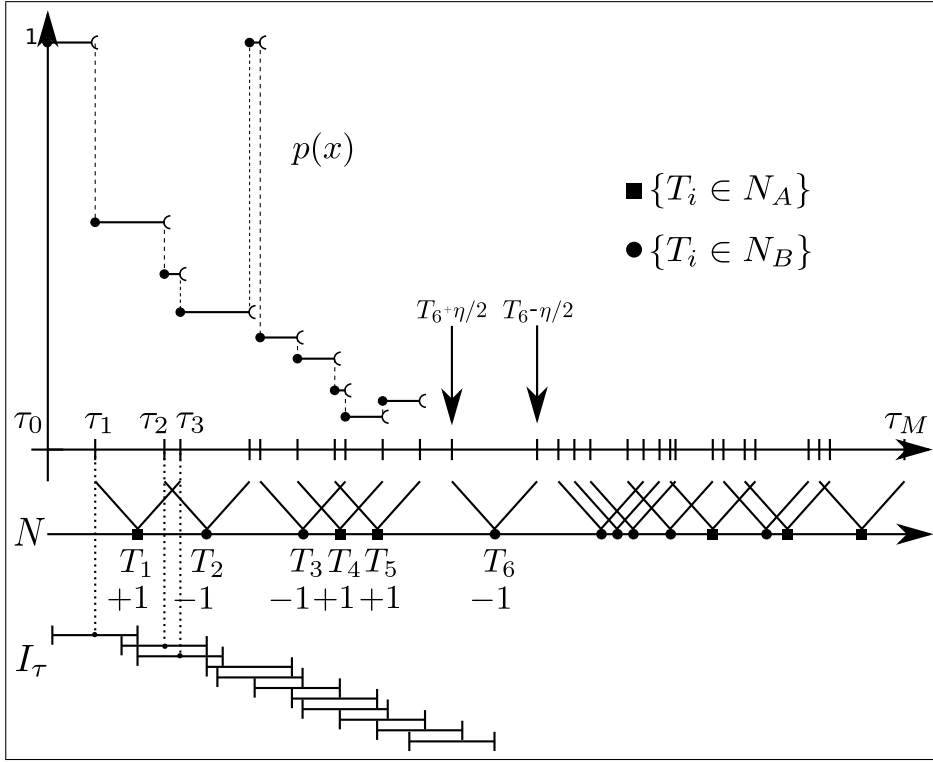 1
p(x)
■ {T_i ∈ N_A}
● {T_i ∈ N_B}
T_6+η/2 T_6-η/2
τ_0 τ_1 τ_2 τ_3 τ_M
N
T_1 T_2 T_3 T_4 T_5 T_6
+1 −1 −1 +1 +1 −1
I_τ